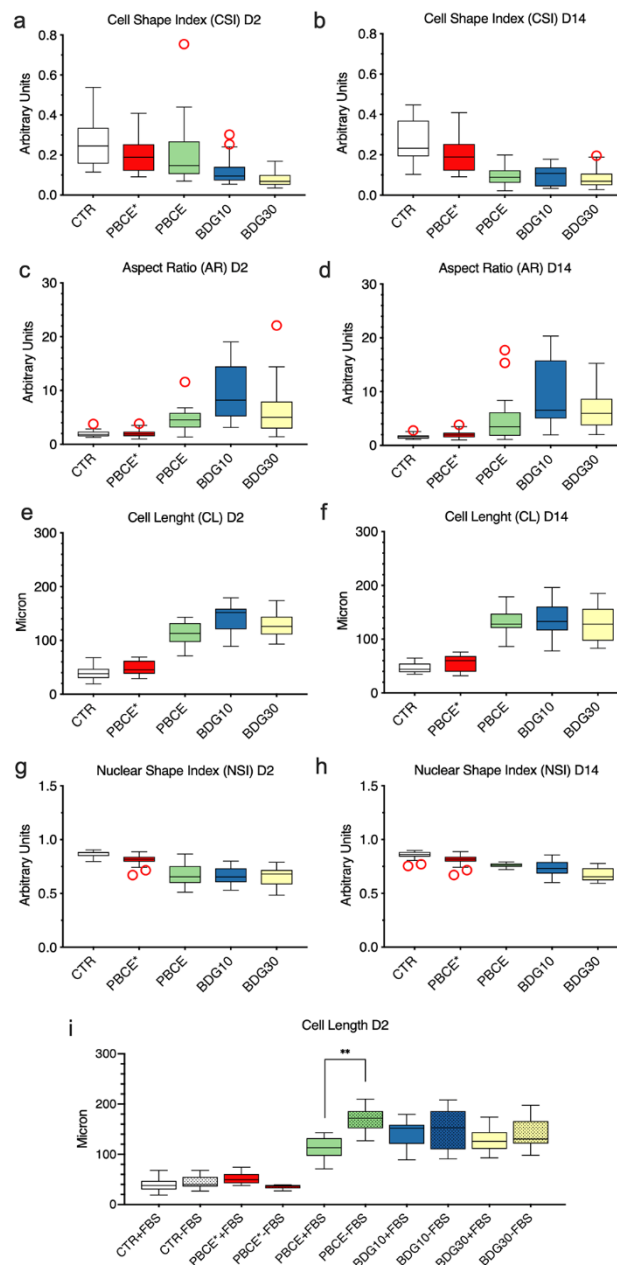 a
Cell Shape Index (CSI) D2
Arbitrary Units
0.8
0.6
0.4
0.2
0.0
CTR
PBCE*
PBCE
BDG10
BDG30
b
Cell Shape Index (CSI) D14
Arbitrary Units
0.8
0.6
0.4
0.2
0.0
CTR
PBCE*
PBCE
BDG10
BDG30
c
Aspect Ratio (AR) D2
Arbitrary Units
30
20
10
0
CTR
PBCE*
PBCE
BDG10
BDG30
d
Aspect Ratio (AR) D14
Arbitrary Units
30
20
10
0
CTR
PBCE*
PBCE
BDG10
BDG30
e
Cell Lenght (CL) D2
Micron
300
200
100
0
CTR
PBCE*
PBCE
BDG10
BDG30
f
Cell Lenght (CL) D14
Micron
300
200
100
0
CTR
PBCE*
PBCE
BDG10
BDG30
g
Nuclear Shape Index (NSI) D2
Arbitrary Units
1.5
1.0
0.5
0.0
CTR
PBCE*
PBCE
BDG10
BDG30
h
Nuclear Shape Index (NSI) D14
Arbitrary Units
1.5
1.0
0.5
0.0
CTR
PBCE*
PBCE
BDG10
BDG30
i
Cell Length D2
Micron
300
200
100
0
**
CTR+FBS
CTR-FBS
PBCE*+FBS
PBCE*-FBS
PBCE+FBS
PBCE-FBS
BDG10+FBS
BDG10-FBS
BDG30+FBS
BDG30-FBS